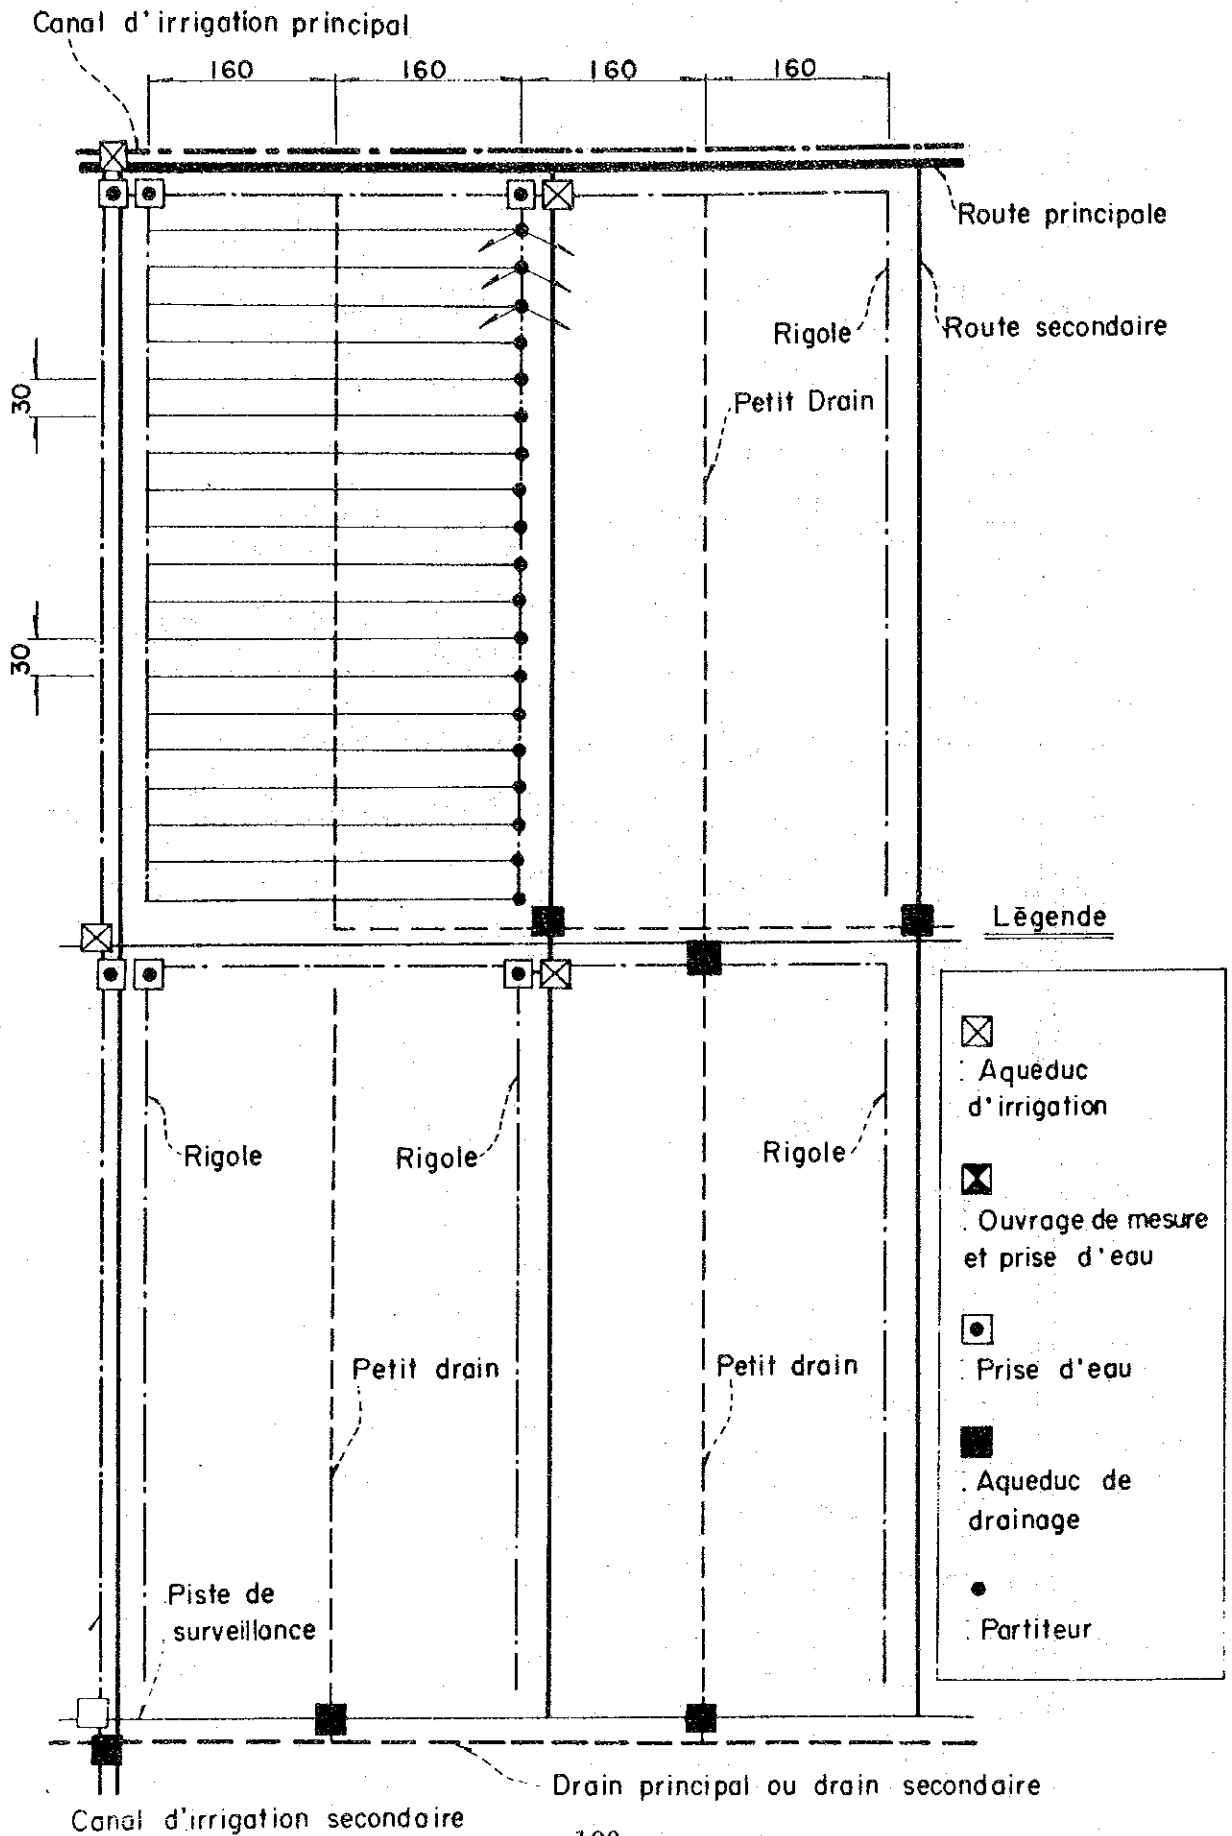 Canal d'irrigation principal
160 160 160 160
Route principale
Rigole
Route secondaire
30
Petit Drain
30
Légende
Aqueduc
d'irrigation
Rigole
Rigole
Rigole
Ouvrage de mesure
et prise d'eau
Prise d'eau
Petit drain
Petit drain
Aqueduc de
drainage
Piste de
surveillance
Partiteur
Drain principal ou drain secondaire
Canal d'irrigation secondaire